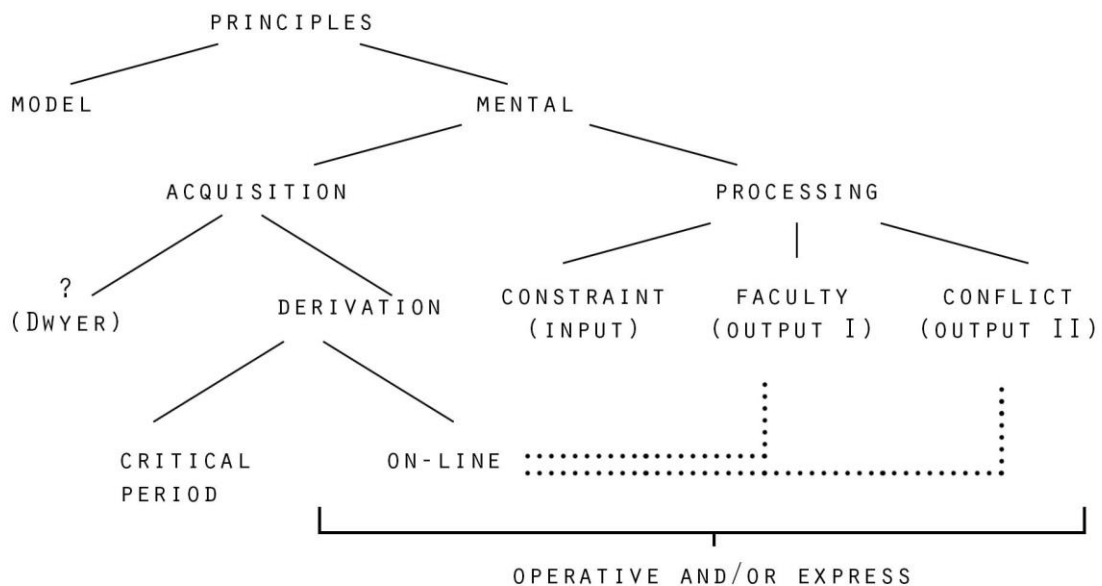 PRINCIPLES
MODEL MENTAL
ACQUISITION PROCESSING
?
(DWYER)
DERIVATION
CONSTRAINT
(INPUT)
FACULTY
(OUTPUT I)
CONFLICT
(OUTPUT II)
CRITICAL
PERIOD
ON-LINE
OPERATIVE AND/OR EXPRESS